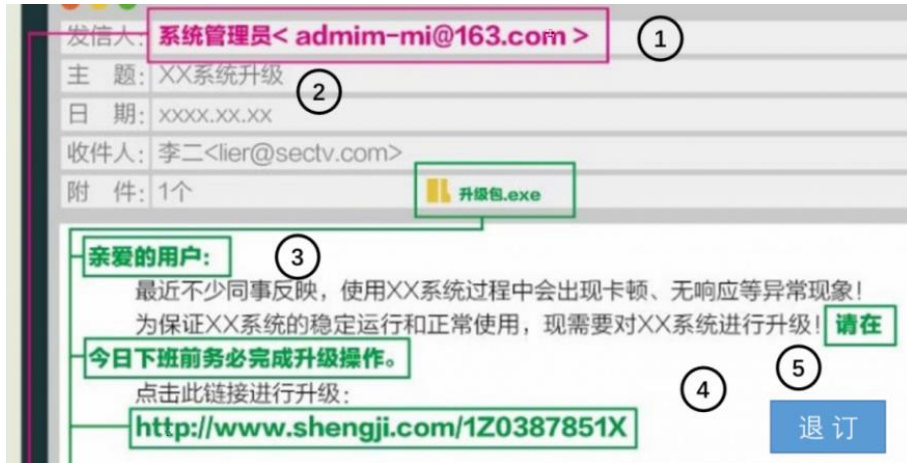 发信人: 系统管理员< admim-mi@163.com > ①
主 题: XX系统升级 ②
日 期: xxxx.xx.xx
收件人: 李二<lier@sectv.com>
附 件: 1个 升级包.exe
亲爱的用户: ③
最近不少同事反映，使用XX系统过程中会出现卡顿、无响应等异常现象！
为保证XX系统的稳定运行和正常使用，现需要对XX系统进行升级！请在
今日下班前务必完成升级操作。
点击此链接进行升级: ④ ⑤
http://www.shengji.com/1Z0387851X 退 订